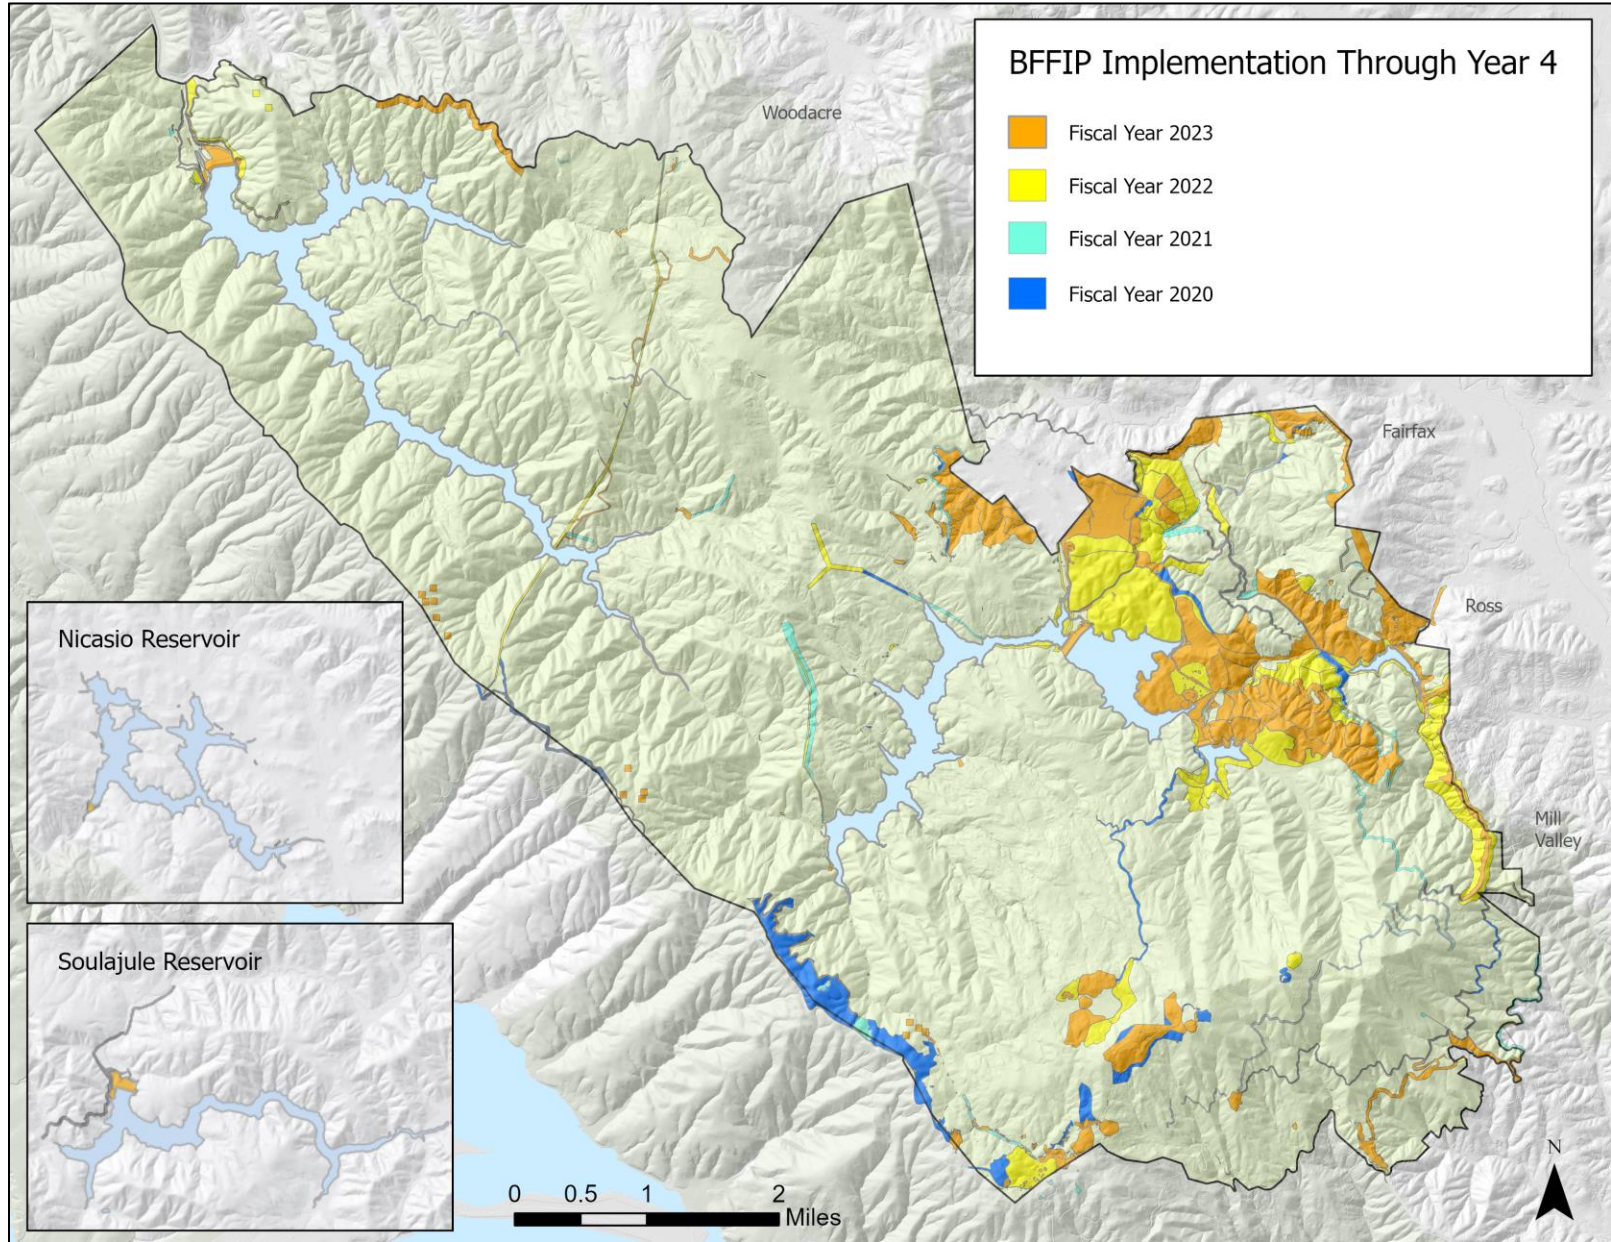 BFFIP Implementation Through Year 4
Fiscal Year 2023
Fiscal Year 2022
Fiscal Year 2021
Fiscal Year 2020
Woodacre
Fairfax
Ross
Mill
Valley
Nicasio Reservoir
Soulajule Reservoir
0 0.5 1 2
Miles
N